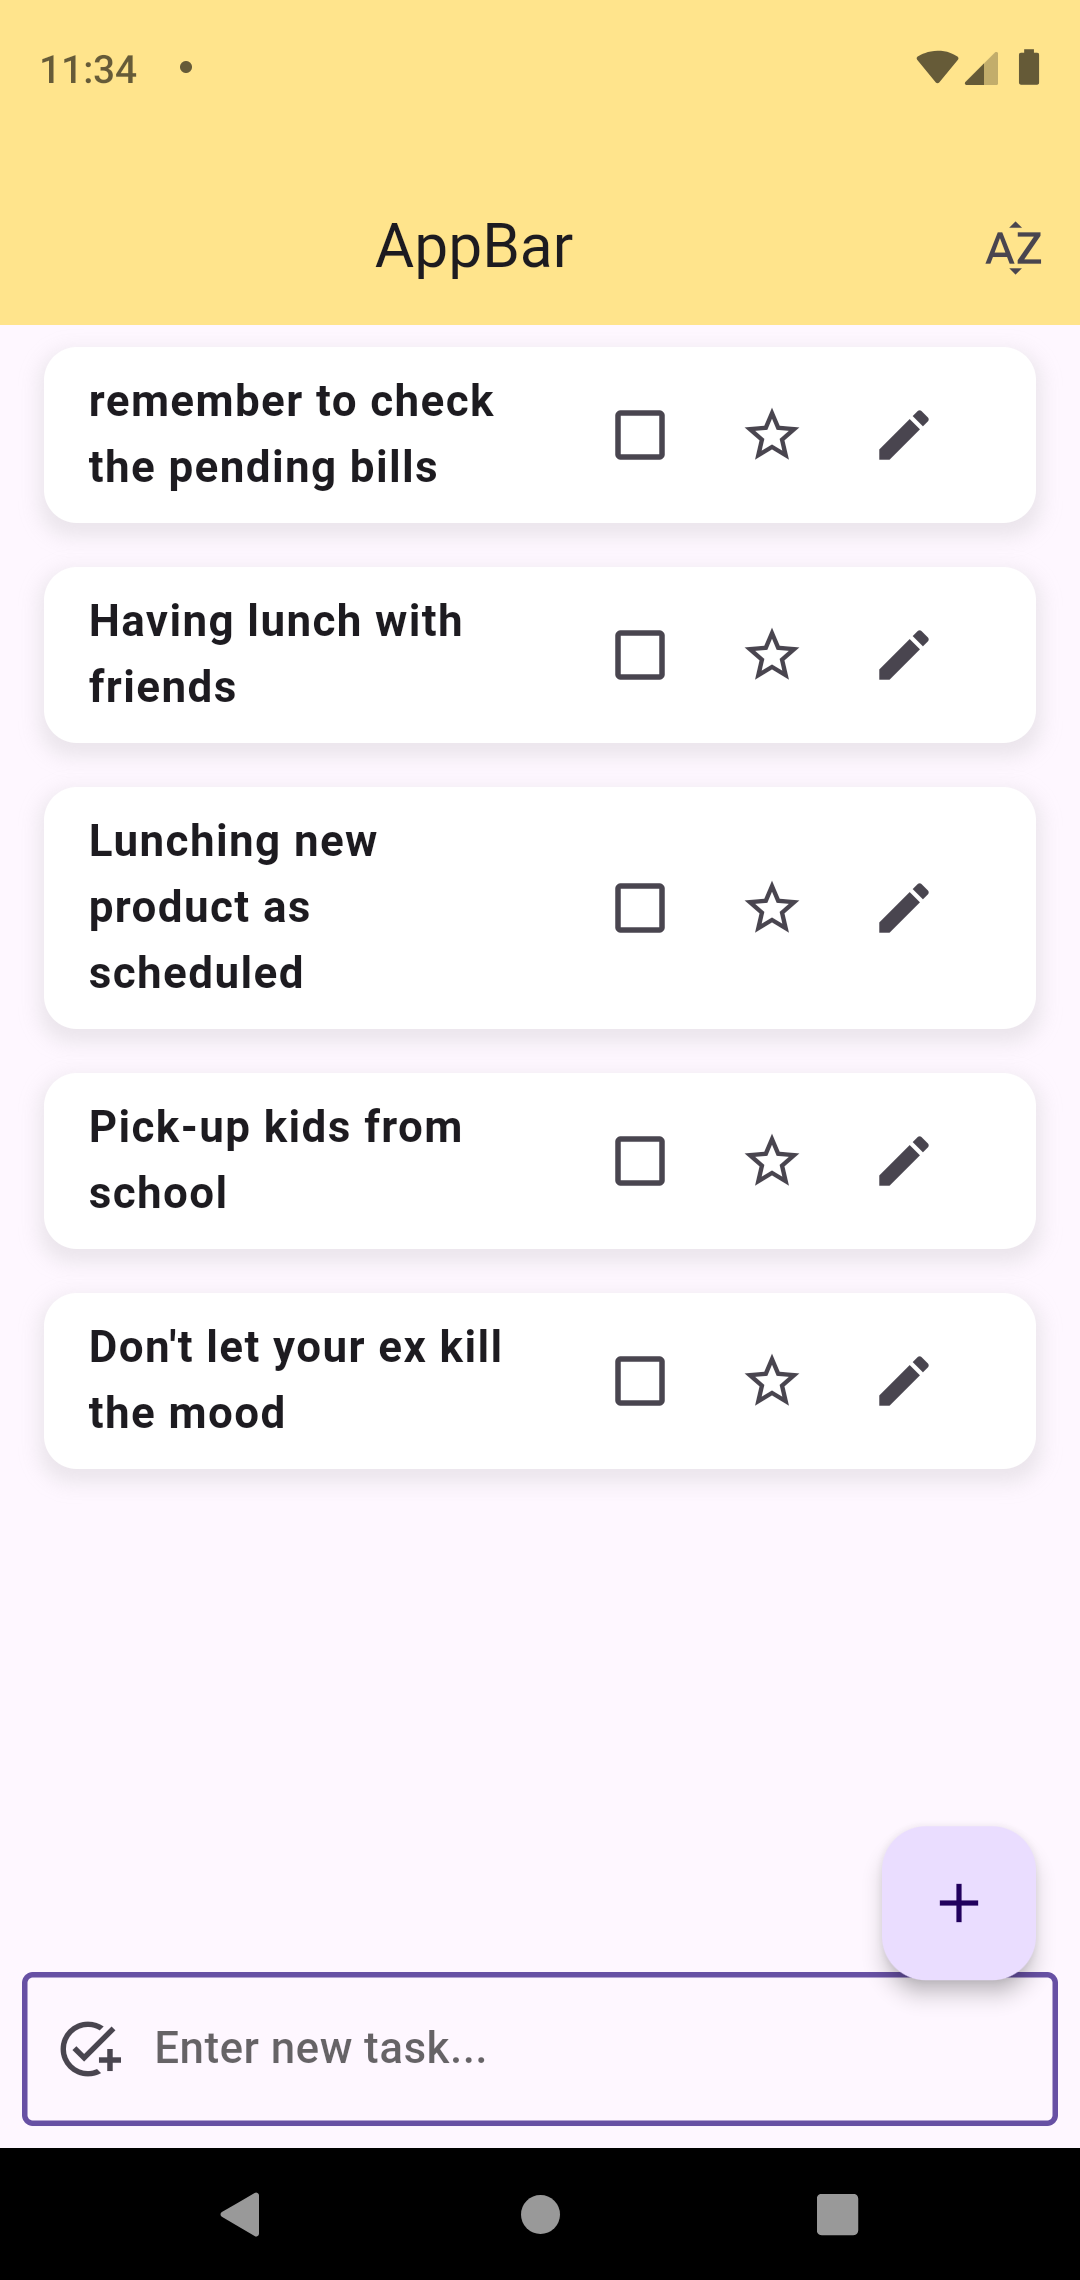 11:34
AppBar
AZ
remember to check
the pending bills
Having lunch with
friends
Lunching new
product as
scheduled
Pick-up kids from
school
Don't let your ex kill
the mood
Enter new task...